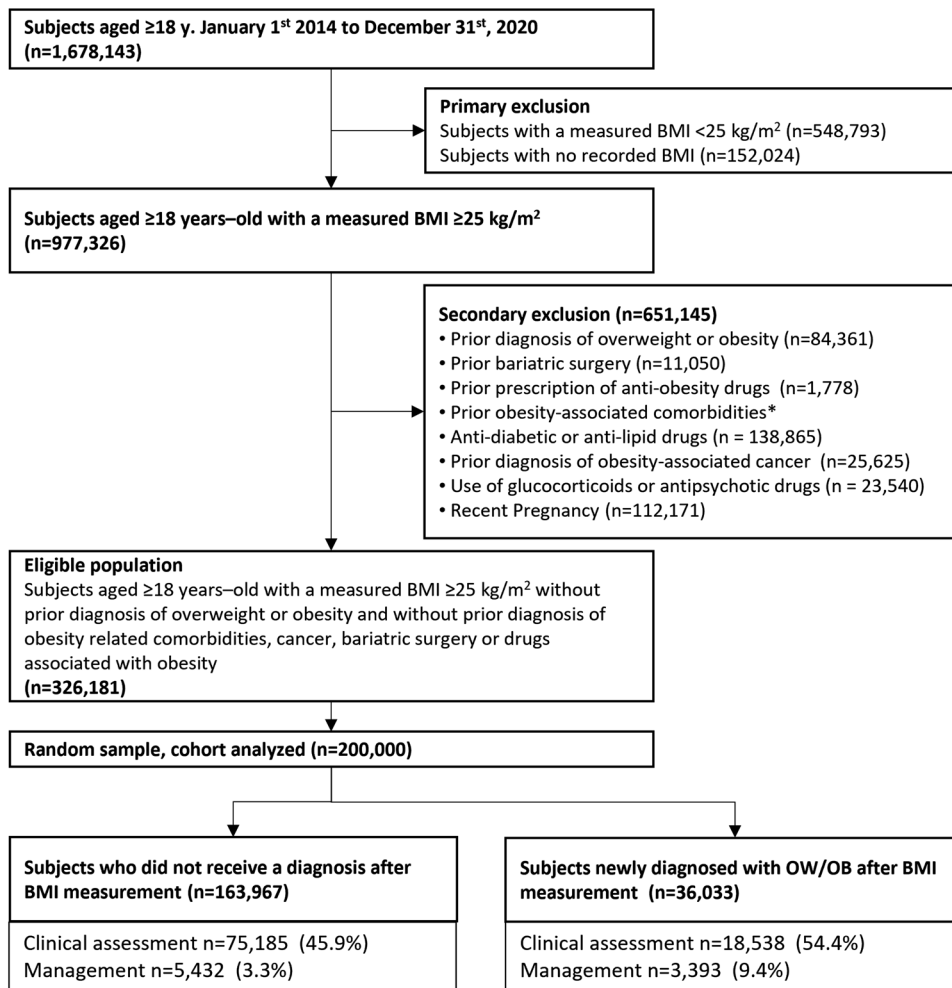 Subjects aged ≥18 y. January 1st 2014 to December 31st, 2020
(n=1,678,143)
Primary exclusion
Subjects with a measured BMI <25 kg/m2 (n=548,793)
Subjects with no recorded BMI (n=152,024)
Subjects aged ≥18 years–old with a measured BMI ≥25 kg/m2
(n=977,326)
Secondary exclusion (n=651,145)
• Prior diagnosis of overweight or obesity (n=84,361)
• Prior bariatric surgery (n=11,050)
• Prior prescription of anti-obesity drugs (n=1,778)
• Prior obesity-associated comorbidities*
• Anti-diabetic or anti-lipid drugs (n = 138,865)
• Prior diagnosis of obesity-associated cancer (n=25,625)
• Use of glucocorticoids or antipsychotic drugs (n = 23,540)
• Recent Pregnancy (n=112,171)
Eligible population
Subjects aged ≥18 years–old with a measured BMI ≥25 kg/m2 without
prior diagnosis of overweight or obesity and without prior diagnosis of
obesity related comorbidities, cancer, bariatric surgery or drugs
associated with obesity
(n=326,181)
Random sample, cohort analyzed (n=200,000)
Subjects who did not receive a diagnosis after
BMI measurement (n=163,967)
Clinical assessment n=75,185 (45.9%)
Management n=5,432 (3.3%)
Subjects newly diagnosed with OW/OB after BMI
measurement (n=36,033)
Clinical assessment n=18,538 (54.4%)
Management n=3,393 (9.4%)